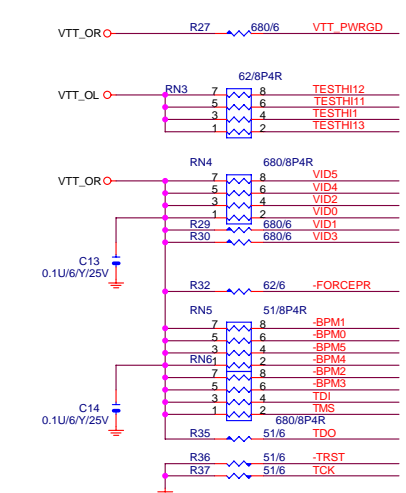 VTT_OR R27 680/6 VTT_PWRGD
62/8P4R
VTT_OL RN3 7 8 TESTHI12
5 6 TESTHI11
3 4 TESTHI1
1 2 TESTHI13
RN4 680/8P4R
VTT_OR 7 8 VID5
5 6 VID4
3 4 VID2
1 2 VID0
R29 680/6 VID1
R30 680/6 VID3
C13
0.1U/6/Y/25V
R32 62/6 -FORCEPR
RN5 51/8P4R
7 8 -BPM1
5 6 -BPM0
3 4 -BPM5
RN6 1 2 -BPM4
7 8 -BPM2
5 6 -BPM3
3 4 TDI
1 2 TMS
C14
0.1U/6/Y/25V
680/8P4R
R35 51/6 TDO
R36 51/6 -TRST
R37 51/6 TCK